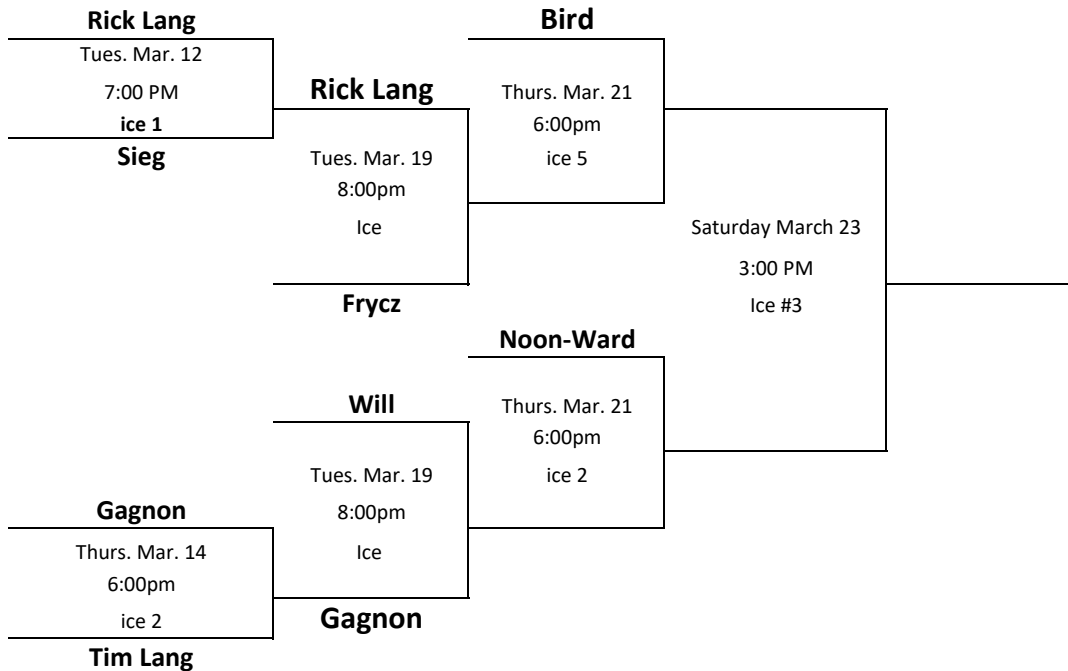 Rick Lang
Tues. Mar. 12
7:00 PM
ice 1
Sieg
Rick Lang
Tues. Mar. 19
8:00pm
Ice
Frycz
Bird
Thurs. Mar. 21
6:00pm
ice 5
Saturday March 23
3:00 PM
Ice #3
Noon-Ward
Thurs. Mar. 21
6:00pm
ice 2
Will
Tues. Mar. 19
8:00pm
Ice
Gagnon
Gagnon
Thurs. Mar. 14
6:00pm
ice 2
Tim Lang